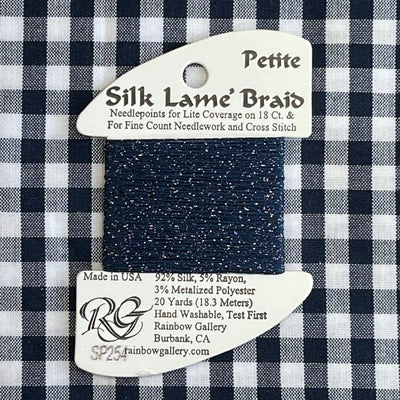 Petite
Silk Lame' Braid
Needlepoints for Lite Coverage on 18 Ct. &
For Fine Count Needlework and Cross Stitch
Made in USA
92% Silk, 5% Rayon,
3% Metalized Polyester
20 Yards (18.3 Meters)
Hand Washable, Test First
Rainbow Gallery
Burbank, CA
rainbowgallery.com
RG
SP254